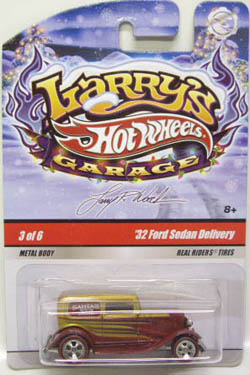 Larry's
Hot Wheels
GARAGE
8+
3 of 6
'32 Ford Sedan Delivery
METAL BODY
REAL RIDERS TIRES